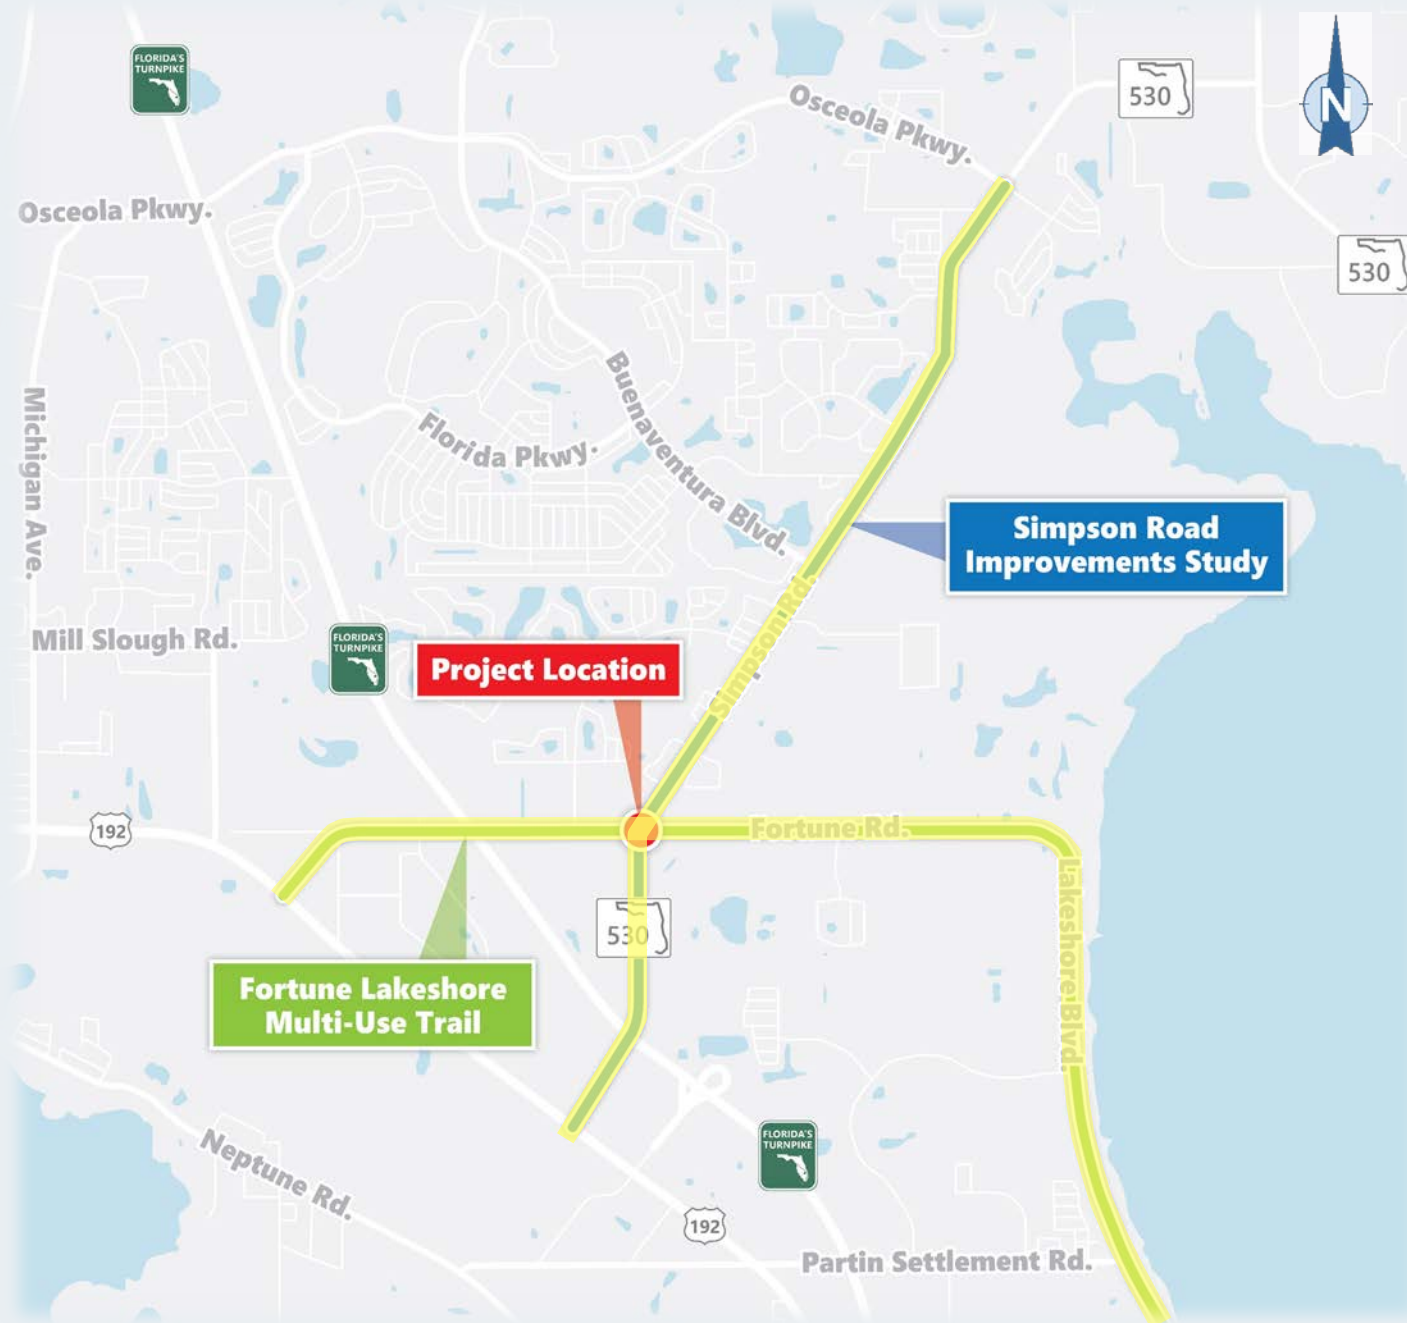 FLORIDA'S
TURNPIKE
530
N
Osceola Pkwy.
Osceola Pkwy.
530
Michigan Ave.
Buenaventura Blvd.
Florida Pkwy.
Simpson Road
Improvements Study
Simpson Rd.
Mill Slough Rd.
FLORIDA'S
TURNPIKE
Project Location
192
Fortune Rd.
Lakeshore Blvd.
530
Fortune Lakeshore
Multi-Use Trail
FLORIDA'S
TURNPIKE
Neptune Rd.
192
Partin Settlement Rd.